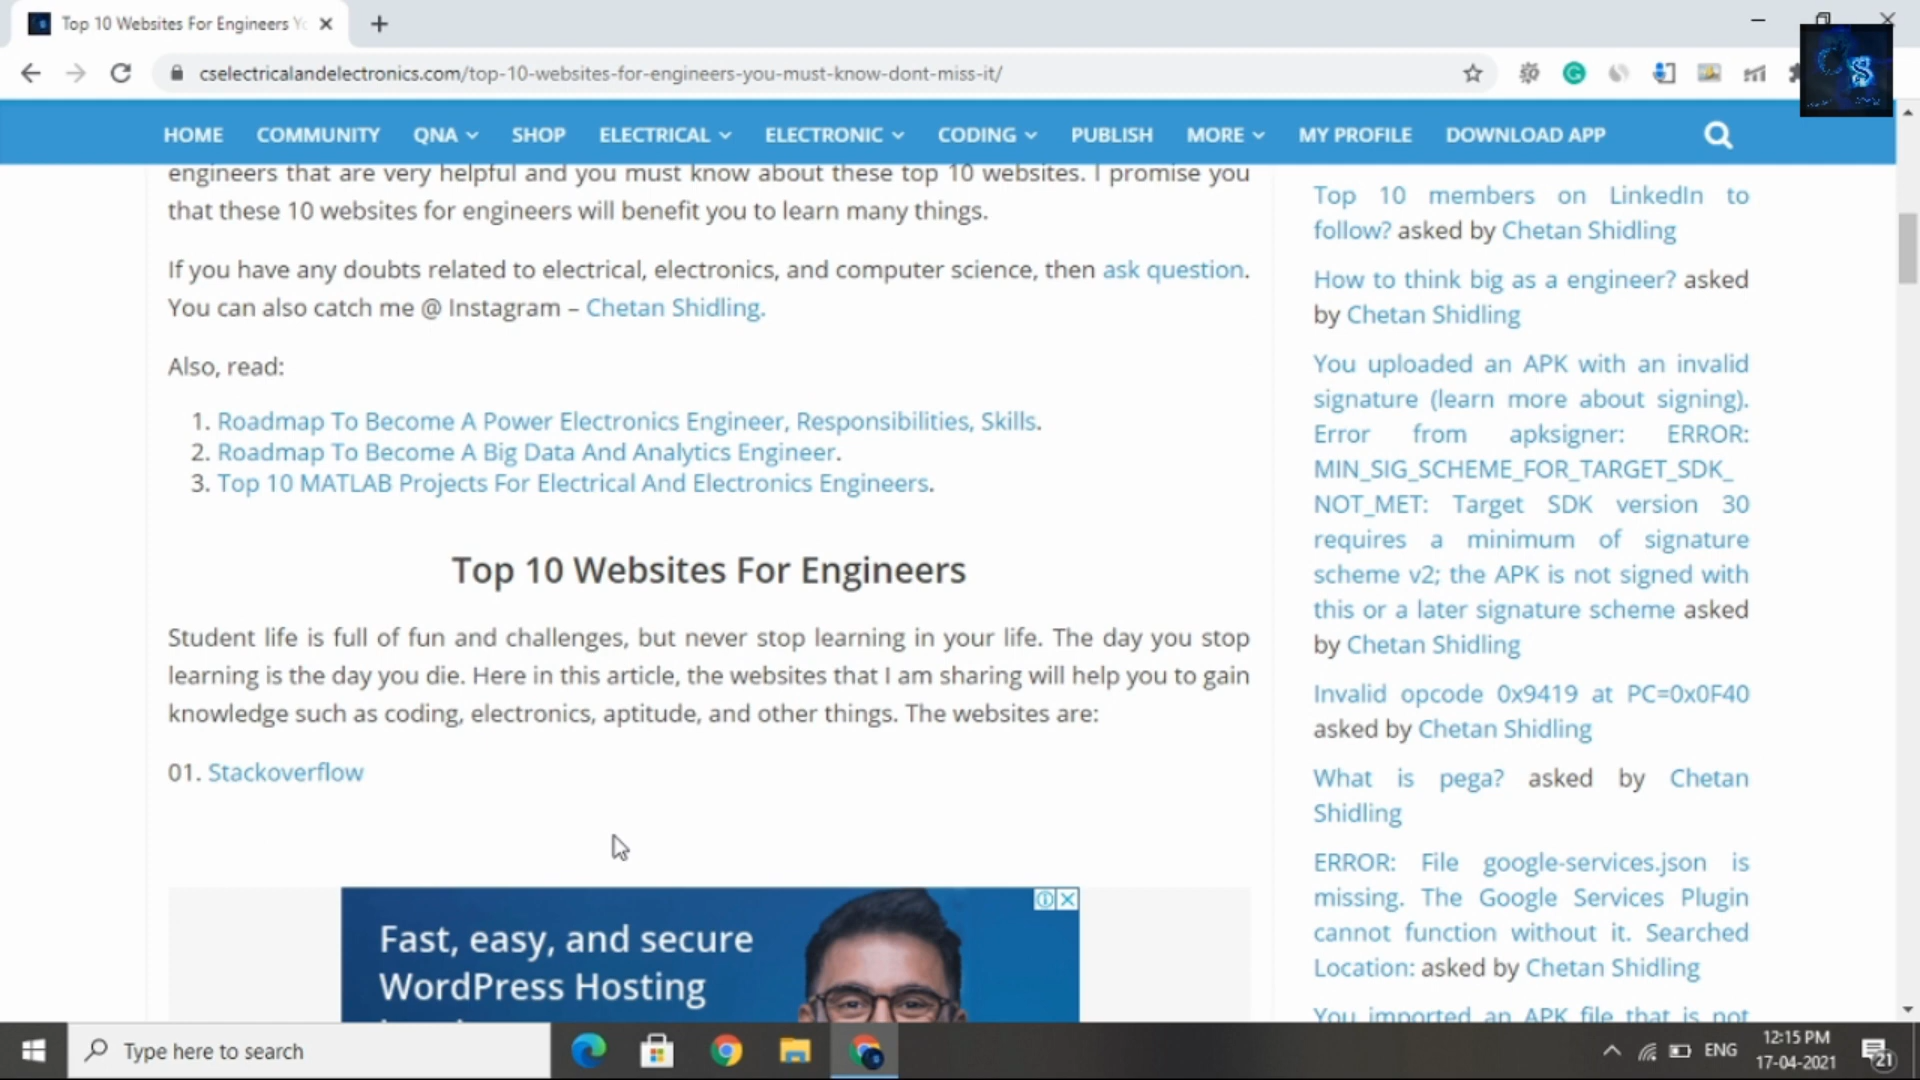 Top 10 Websites For Engineers Yo
cselectricalandelectronics.com/top-10-websites-for-engineers-you-must-know-dont-miss-it/
CS
HOME COMMUNITY QNA SHOP ELECTRICAL ELECTRONIC CODING PUBLISH MORE MY PROFILE DOWNLOAD APP
engineers that are very helpful and you must know about these top 10 websites. I promise you
that these 10 websites for engineers will benefit you to learn many things.
If you have any doubts related to electrical, electronics, and computer science, then ask question.
You can also catch me @ Instagram – Chetan Shidling.
Also, read:
1. Roadmap To Become A Power Electronics Engineer, Responsibilities, Skills.
2. Roadmap To Become A Big Data And Analytics Engineer.
3. Top 10 MATLAB Projects For Electrical And Electronics Engineers.
Top 10 Websites For Engineers
Student life is full of fun and challenges, but never stop learning in your life. The day you stop
learning is the day you die. Here in this article, the websites that I am sharing will help you to gain
knowledge such as coding, electronics, aptitude, and other things. The websites are:
01. Stackoverflow
Fast, easy, and secure
WordPress Hosting
Top 10 members on LinkedIn to
follow? asked by Chetan Shidling
How to think big as a engineer? asked
by Chetan Shidling
You uploaded an APK with an invalid
signature (learn more about signing).
Error from apksigner: ERROR:
MIN_SIG_SCHEME_FOR_TARGET_SDK_
NOT_MET: Target SDK version 30
requires a minimum of signature
scheme v2; the APK is not signed with
this or a later signature scheme asked
by Chetan Shidling
Invalid opcode 0x9419 at PC=0x0F40
asked by Chetan Shidling
What is pega? asked by Chetan
Shidling
ERROR: File google-services.json is
missing. The Google Services Plugin
cannot function without it. Searched
Location: asked by Chetan Shidling
You imported an APK file that is not
Type here to search
ENG
12:15 PM
17-04-2021
21